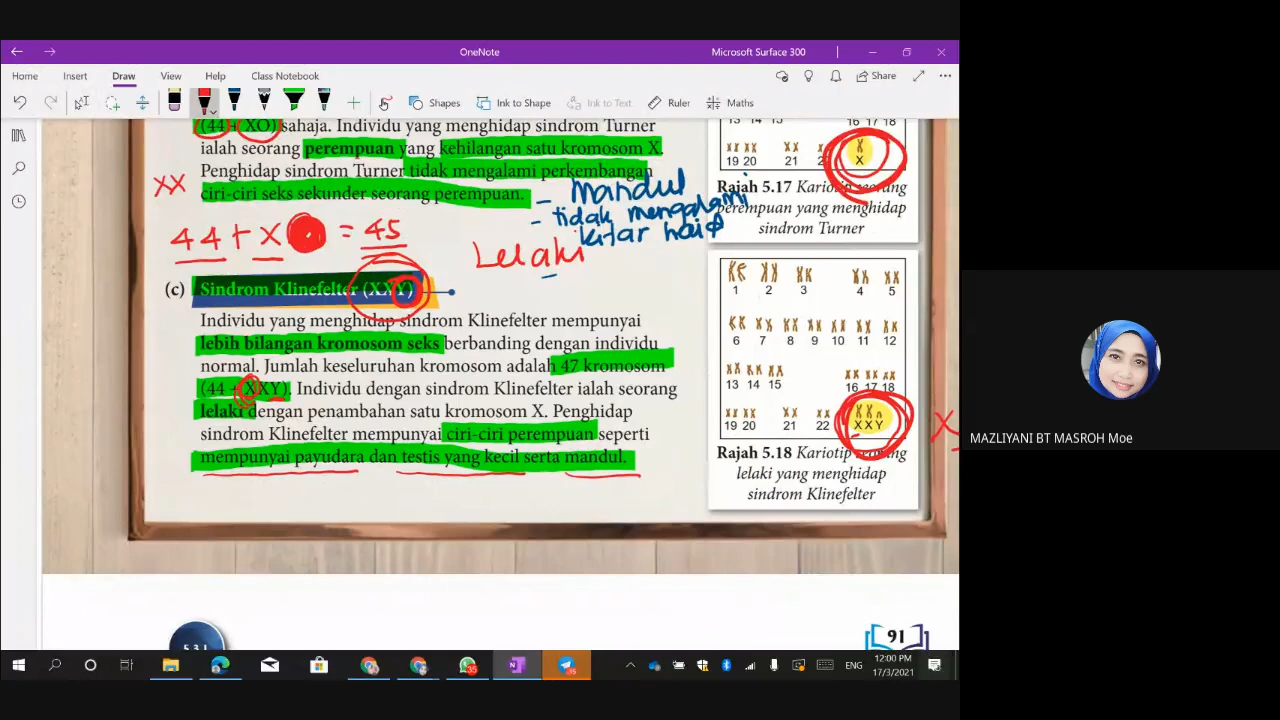 OneNote
Microsoft Surface 300
Home Insert Draw View Help Class Notebook
Share
Shapes Ink to Shape Ink to Text Ruler Maths
(44 + XO) sahaja. Individu yang menghidap sindrom Turner
ialah seorang perempuan yang kehilangan satu kromosom X.
Penghidap sindrom Turner tidak mengalami perkembangan
ciri-ciri seks sekunder seorang perempuan.
XX
- Mandul
- tidak mengalami
kitar haid
44 + X = 45
Lelaki
(c) Sindrom Klinefelter (XXY)
Individu yang menghidap sindrom Klinefelter mempunyai
lebih bilangan kromosom seks berbanding dengan individu
normal. Jumlah keseluruhan kromosom adalah 47 kromosom
(44 + XXY). Individu dengan sindrom Klinefelter ialah seorang
lelaki dengan penambahan satu kromosom X. Penghidap
sindrom Klinefelter mempunyai ciri-ciri perempuan seperti
mempunyai payudara dan testis yang kecil serta mandul.
13 14 15 16 17 18
19 20 21 2 X
Rajah 5.17 Kariotip seorang
perempuan yang menghidap
sindrom Turner
1 2 3 4 5
6 7 8 9 10 11 12
13 14 15 16 17 18
19 20 21 22 X X Y
X
Rajah 5.18 Kariotip seorang
lelaki yang menghidap
sindrom Klinefelter
5.3.1
91
MAZLIYANI BT MASROH Moe
35
ENG
12:00 PM
17/3/2021